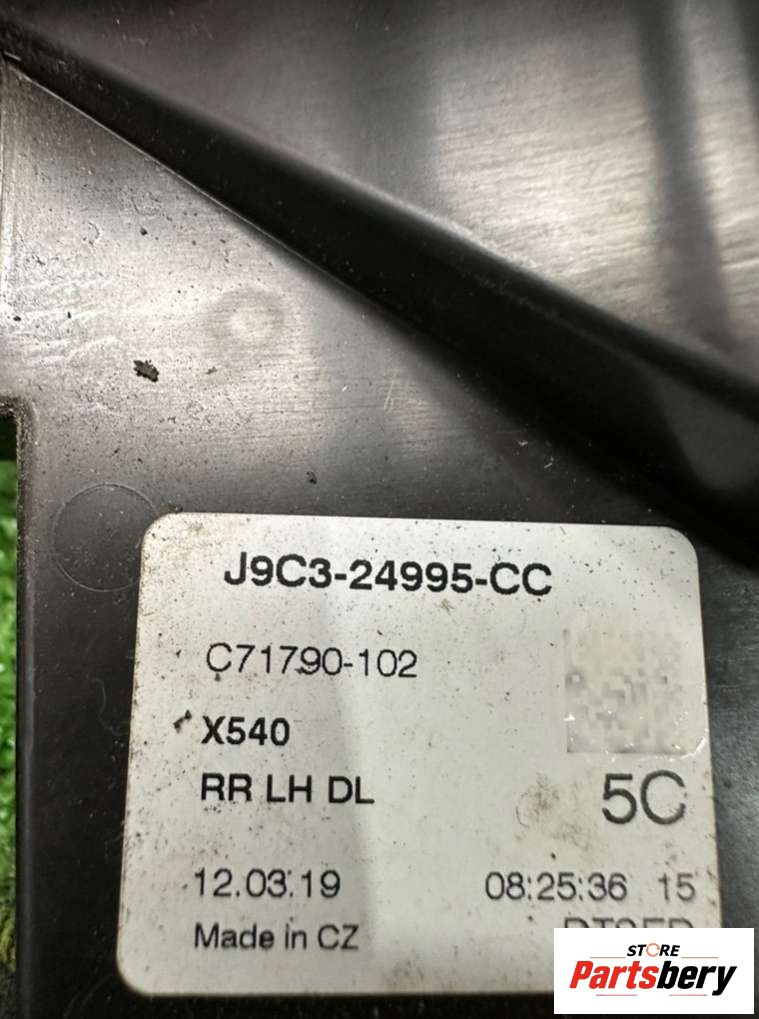 J9C3-24995-CC
C71790-102
X540
RR LH DL
5C
12.03.19
08:25:36 15
Made in CZ
STORE
Partsbery